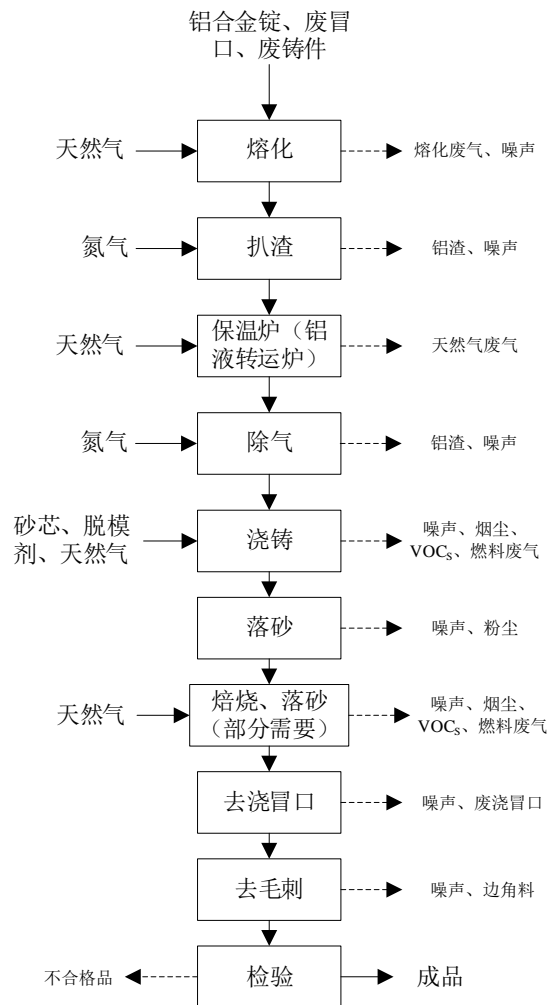 铝合金锭、废冒
口、废铸件
天然气
熔化
熔化废气、噪声
氮气
扒渣
铝渣、噪声
天然气
保温炉（铝
液转运炉）
天然气废气
氮气
除气
铝渣、噪声
砂芯、脱模
剂、天然气
浇铸
噪声、烟尘、
VOCs、燃料废气
落砂
噪声、粉尘
天然气
焙烧、落砂
（部分需要）
噪声、烟尘、
VOCs、燃料废气
去浇冒口
噪声、废浇冒口
去毛刺
噪声、边角料
不合格品
检验
成品